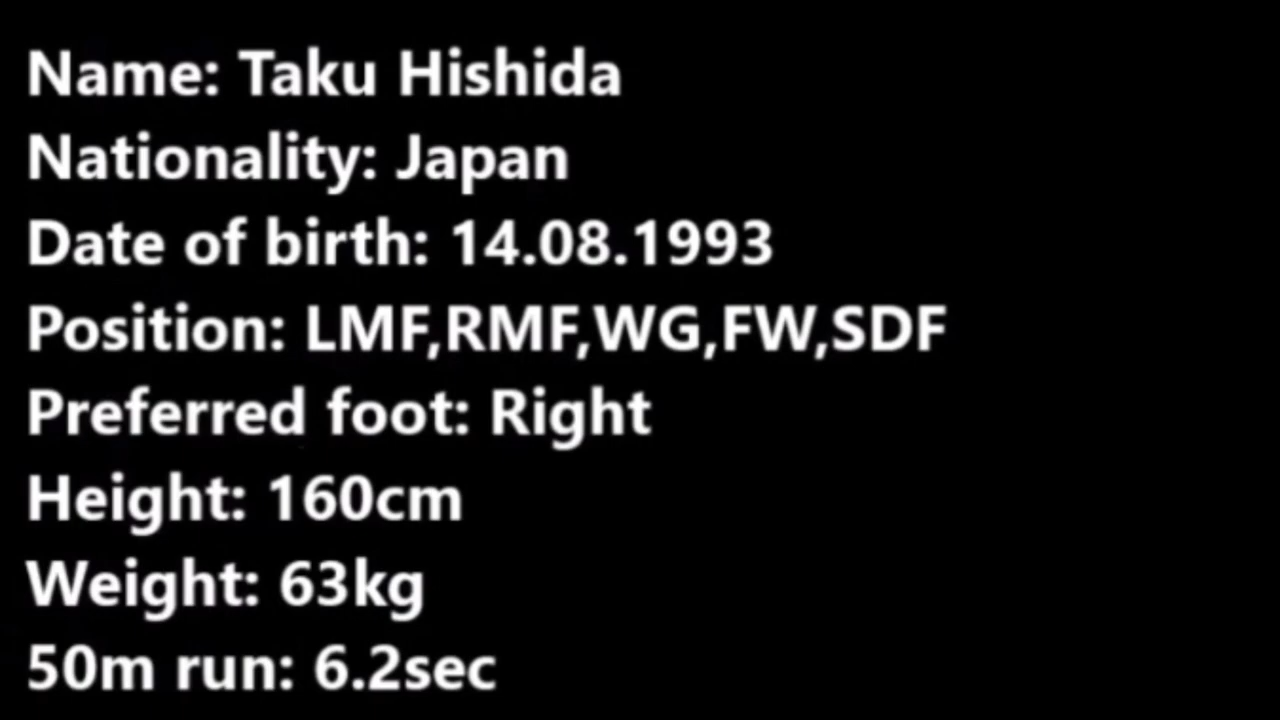 Name: Taku Hishida
Nationality: Japan
Date of birth: 14.08.1993
Position: LMF,RMF,WG,FW,SDF
Preferred foot: Right
Height: 160cm
Weight: 63kg
50m run: 6.2sec